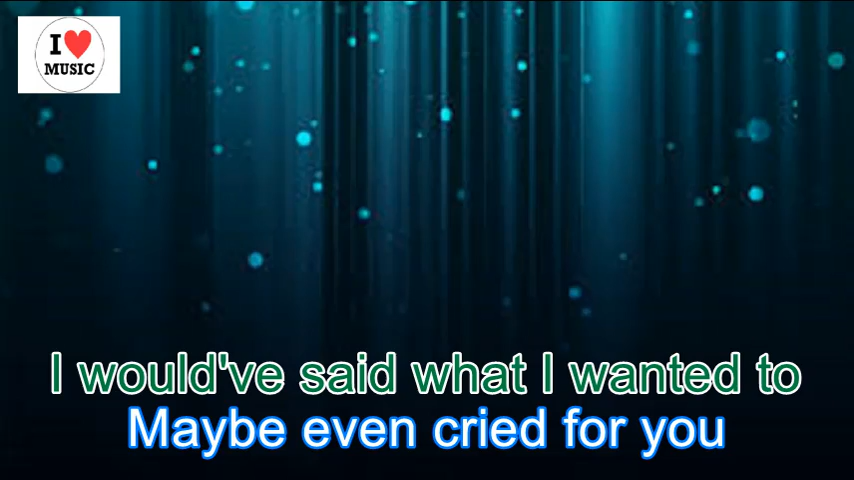 I ❤ MUSIC
I would've said what I wanted to
Maybe even cried for you